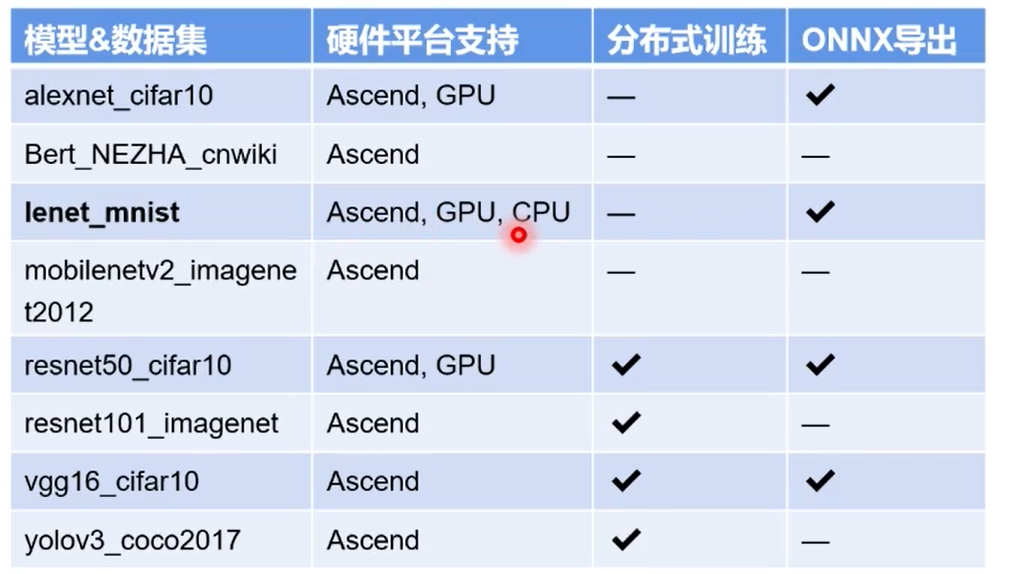 模型&数据集 硬件平台支持 分布式训练 ONNX导出
alexnet_cifar10 Ascend, GPU — ✔
Bert_NEZHA_cnwiki Ascend — —
lenet_mnist Ascend, GPU, CPU — ✔
mobilenetv2_imagene Ascend — —
t2012
resnet50_cifar10 Ascend, GPU ✔ ✔
resnet101_imagenet Ascend ✔ —
vgg16_cifar10 Ascend ✔ ✔
yolov3_coco2017 Ascend ✔ —